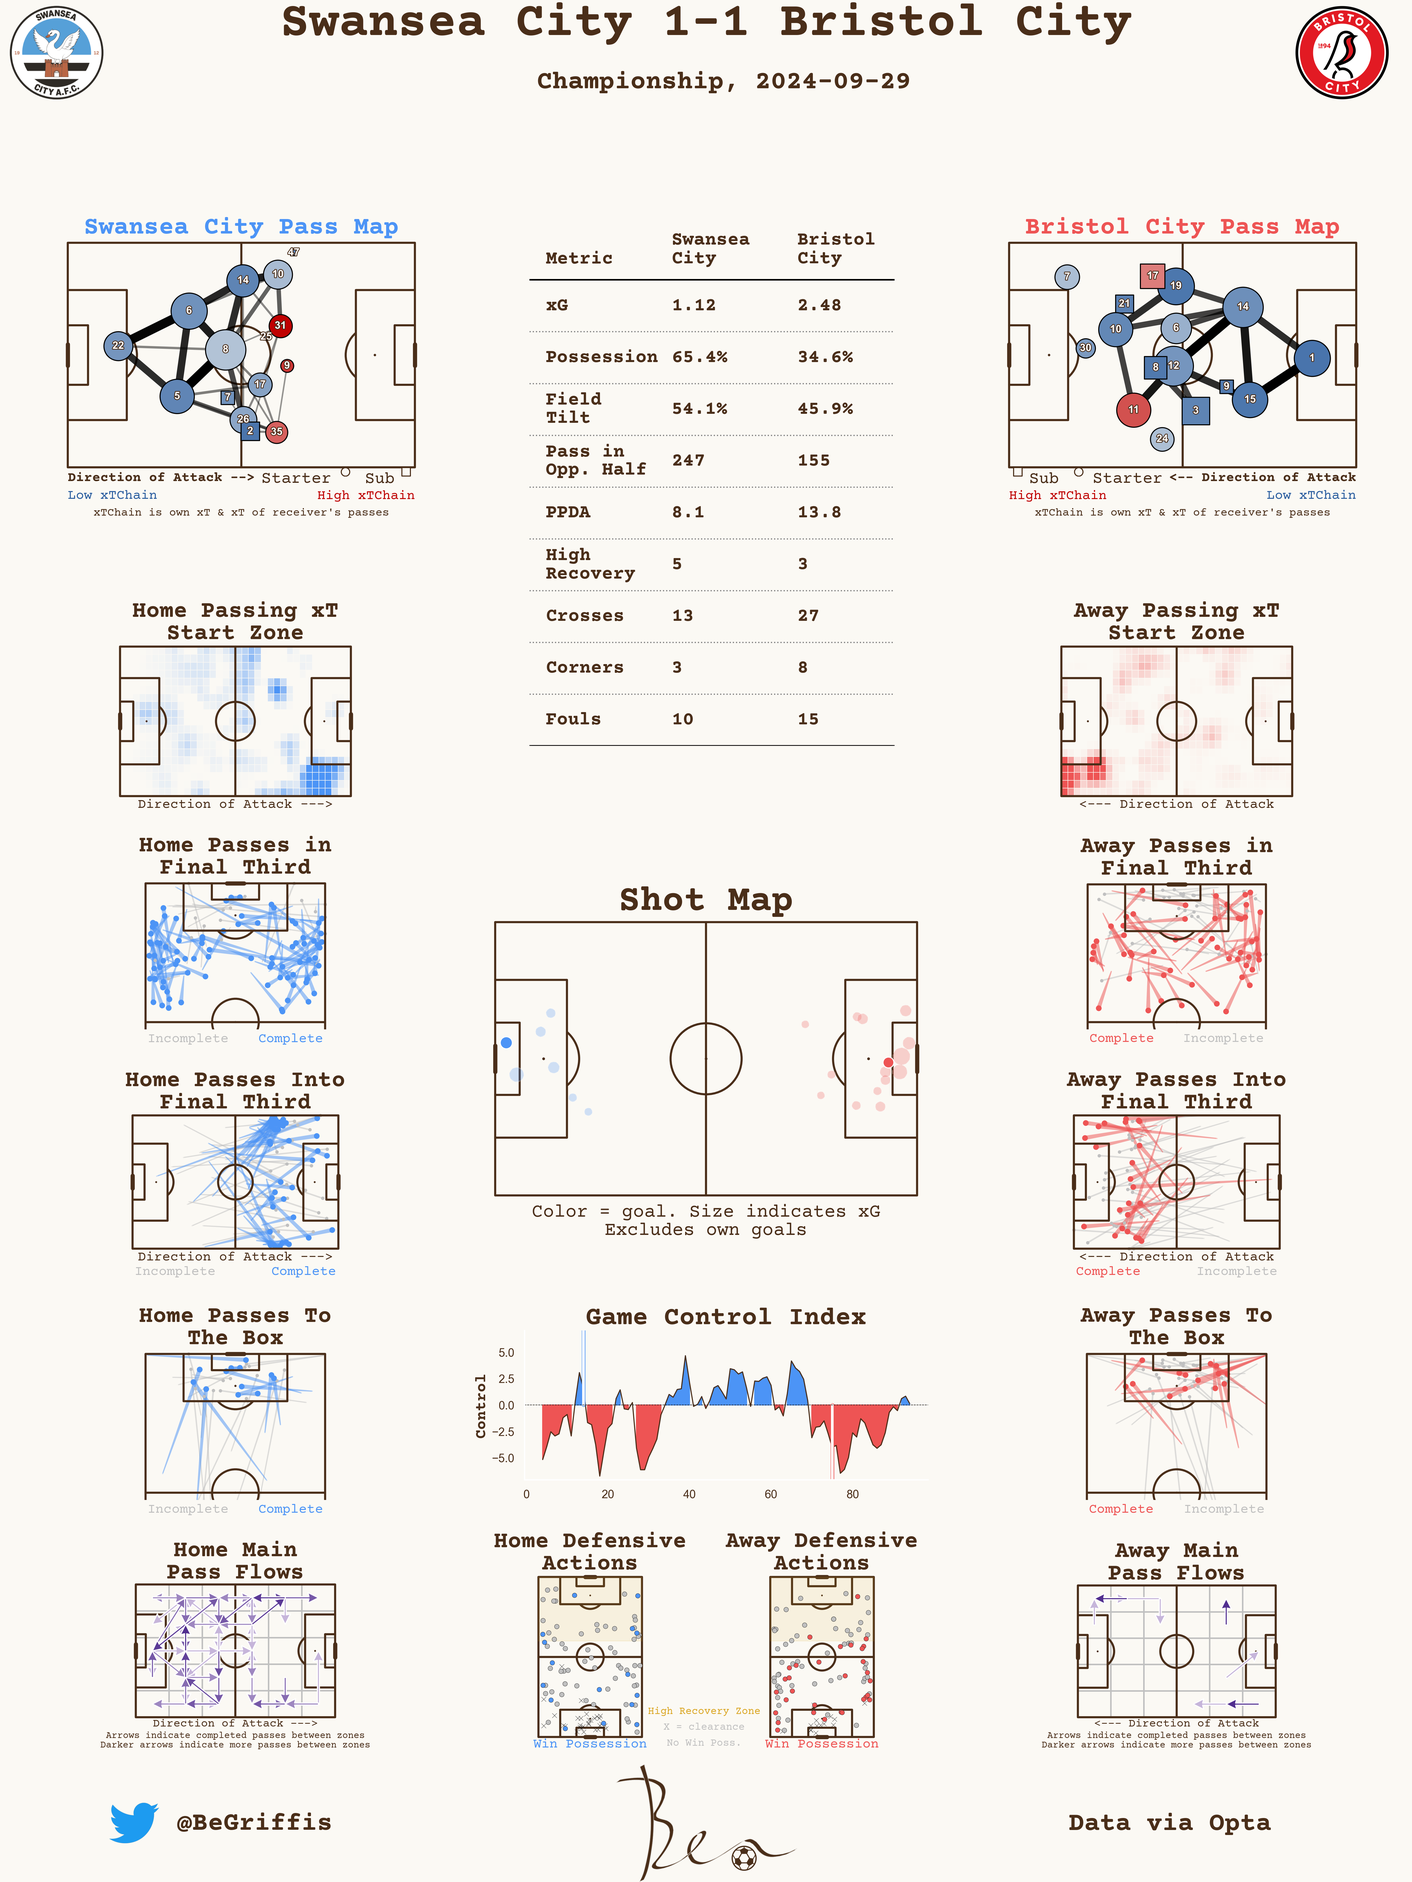 Swansea City 1-1 Bristol City
Championship, 2024-09-29
SWANSEA
CITY A.F.C.
BRISTOL
CITY
Swansea City Pass Map
47
14
10
6
31
25
22
8
9
17
5
7
26
2
35
Direction of Attack --> Starter Sub
Low xTChain High xTChain
xTChain is own xT & xT of receiver's passes
Metric Swansea City Bristol City
xG 1.12 2.48
Possession 65.4% 34.6%
Field Tilt 54.1% 45.9%
Pass in Opp. Half 247 155
PPDA 8.1 13.8
High Recovery 5 3
Crosses 13 27
Corners 3 8
Fouls 10 15
Bristol City Pass Map
7
17
19
21
14
10
6
30
8
12
1
9
11
3
15
24
Sub Starter <-- Direction of Attack
High xTChain Low xTChain
xTChain is own xT & xT of receiver's passes
Home Passing xT
Start Zone
Direction of Attack --->
Away Passing xT
Start Zone
<--- Direction of Attack
Home Passes in
Final Third
Incomplete Complete
Away Passes in
Final Third
Complete Incomplete
Shot Map
Color = goal. Size indicates xG
Excludes own goals
Home Passes Into
Final Third
Direction of Attack --->
Incomplete Complete
Away Passes Into
Final Third
<--- Direction of Attack
Complete Incomplete
Home Passes To
The Box
Incomplete Complete
Game Control Index
Control
5.0
2.5
0.0
−2.5
−5.0
0 20 40 60 80
Away Passes To
The Box
Complete Incomplete
Home Main
Pass Flows
Direction of Attack --->
Arrows indicate completed passes between zones
Darker arrows indicate more passes between zones
Home Defensive
Actions
Win Possession
Away Defensive
Actions
Win Possession
High Recovery Zone
X = clearance
No Win Poss.
Away Main
Pass Flows
<--- Direction of Attack
Arrows indicate completed passes between zones
Darker arrows indicate more passes between zones
@BeGriffis
Ben
Data via Opta